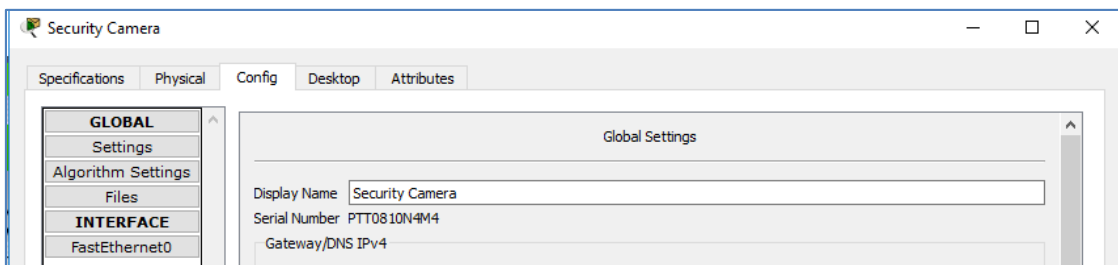 Security Camera
Specifications Physical Config Desktop Attributes
GLOBAL
Settings
Algorithm Settings
Files
INTERFACE
FastEthernet0
Global Settings
Display Name Security Camera
Serial Number PTT0810N4M4
Gateway/DNS IPv4